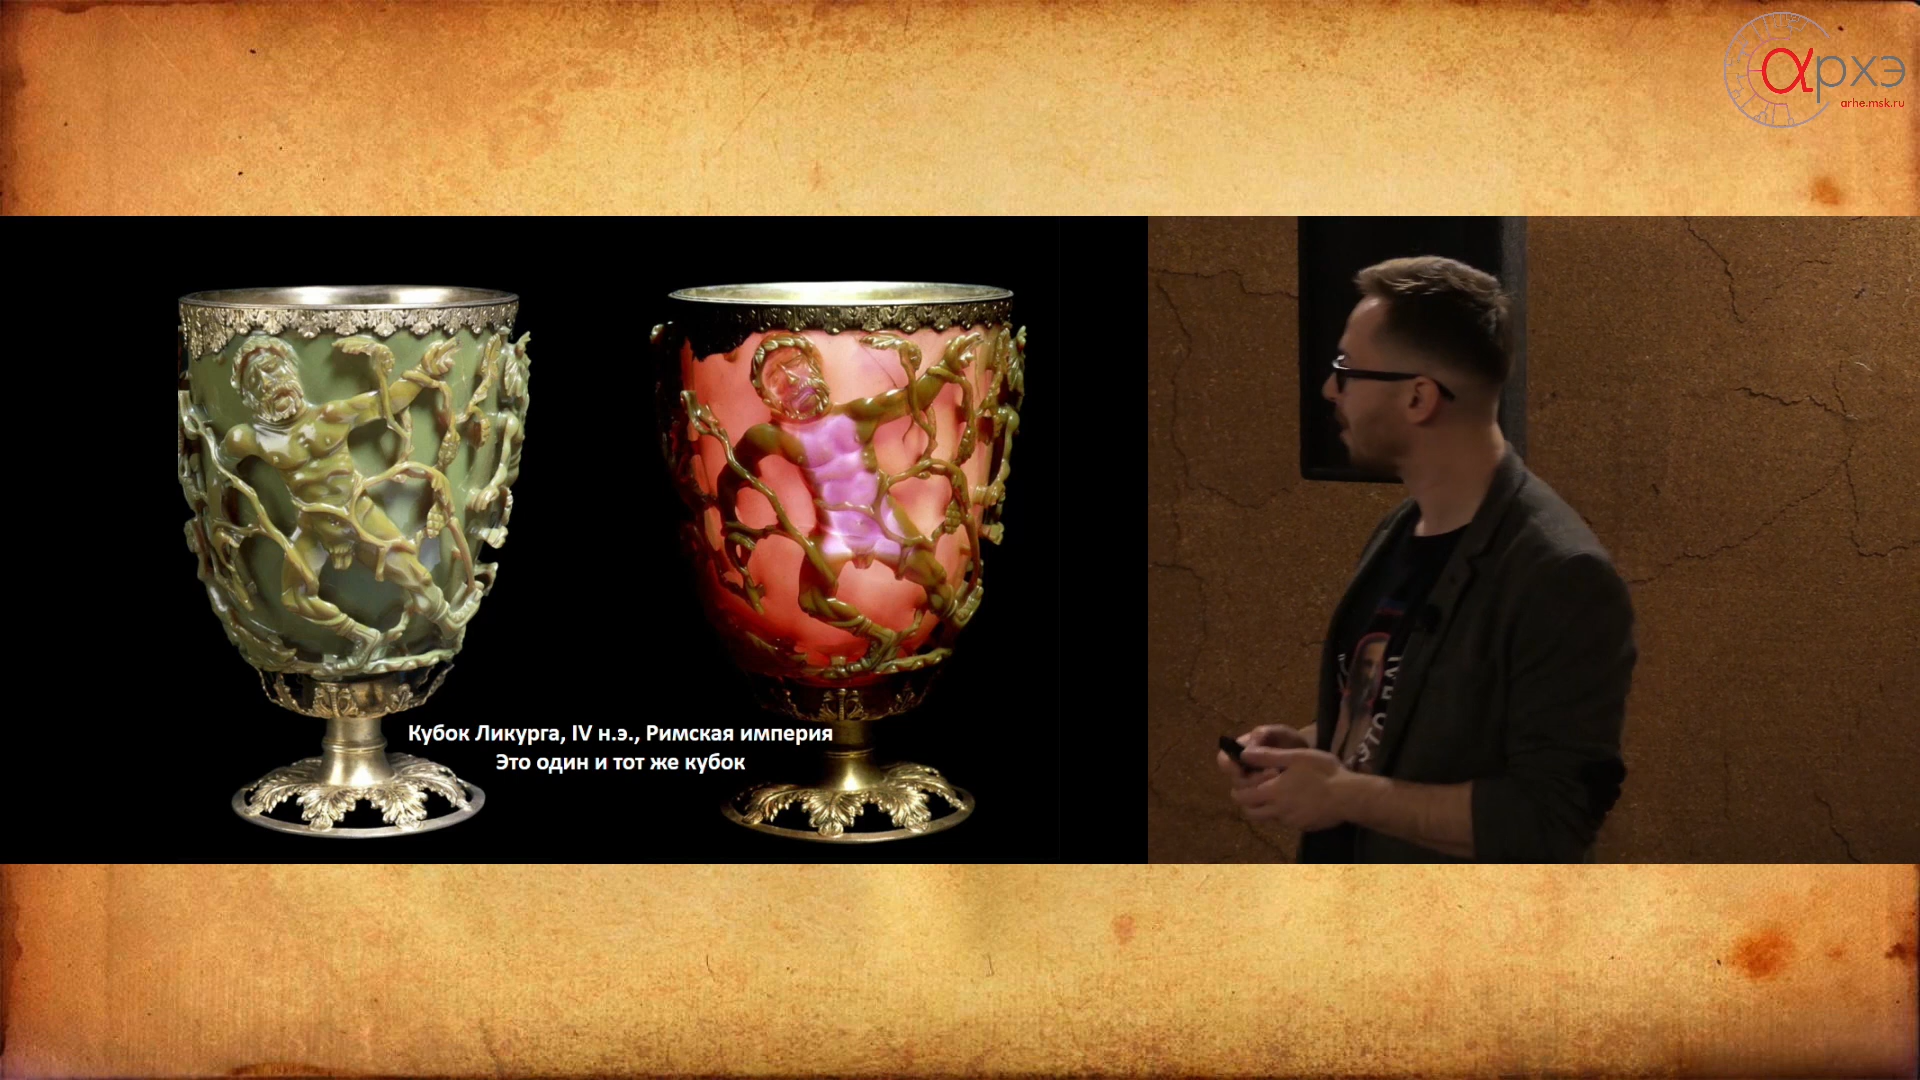 αрхэ
arhe.msk.ru
Кубок Ликурга, IV н.э., Римская империя
Это один и тот же кубок